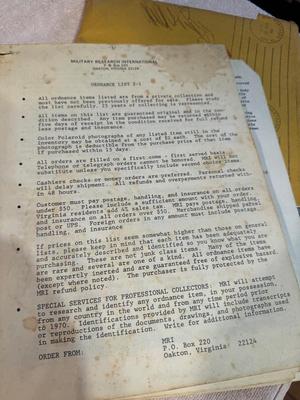 MILITARY RESEARCH INTERNATIONAL
P. O. Box 220
OAKTON, VIRGINIA 22124
ORDNANCE LIST
All ordnance items listed are from a private collection and
most have not been previously offered for sale. Please study
the list carefully. 15 years of collecting is represented.
All items on this list are guaranteed original and in the con-
dition described. Any item purchased may be returned within
five days of receipt in the condition received for full refund
less postage and insurance.
Color Polaroid photographs of any listed item still in the
inventory may be obtained at a cost of $1 each. The cost of the
photograph is deductible from the purchase price of that item
if purchased within 15 days.
All orders are filled on a first come - first served basis.
Telephone or telegraph orders cannot be honored. MRI will not
substitute unless you specifically include second choice items.
Cashiers checks or money orders are preferred. Personal checks
will delay shipment. All refunds and overpayments returned within
in 48 hours.
Customer must pay postage, handling, and insurance on all orders
under $50. Please include a sufficient amount with your order.
Virginia residents add 4% sales tax. MRI pays postage, handling,
and insurance on all orders over $50. Merchandise shipped parcel
post or UPS. Foreign orders in any amount must include postage,
handling, and insurance
If prices on this list seem somewhat higher than those on general
lists, please keep in mind that each item has been adequately
and accurately described and identified so you know what you are
purchasing. These are not junk class items. Many of the items
are rare and several are one of a kind. All ordnance items have
been expertly inerted and are guaranteed free of explosive hazard
(except where noted). The purchaser is fully protected by the
MRI refund policy.
SPECIAL SERVICES FOR PROFESSIONAL COLLECTORS: MRI will attempt
to research and identify any ordnance item, in your possession,
from any country in the world and from any time period prior
to 1970. Identifications provided by MRI will include transcripts
or reproductions of the documents, drawings, and photographs used
in making the identification. Write for additional information.
ORDER FROM:
MRI
P.O. Box 220
Oakton, Virginia 22124